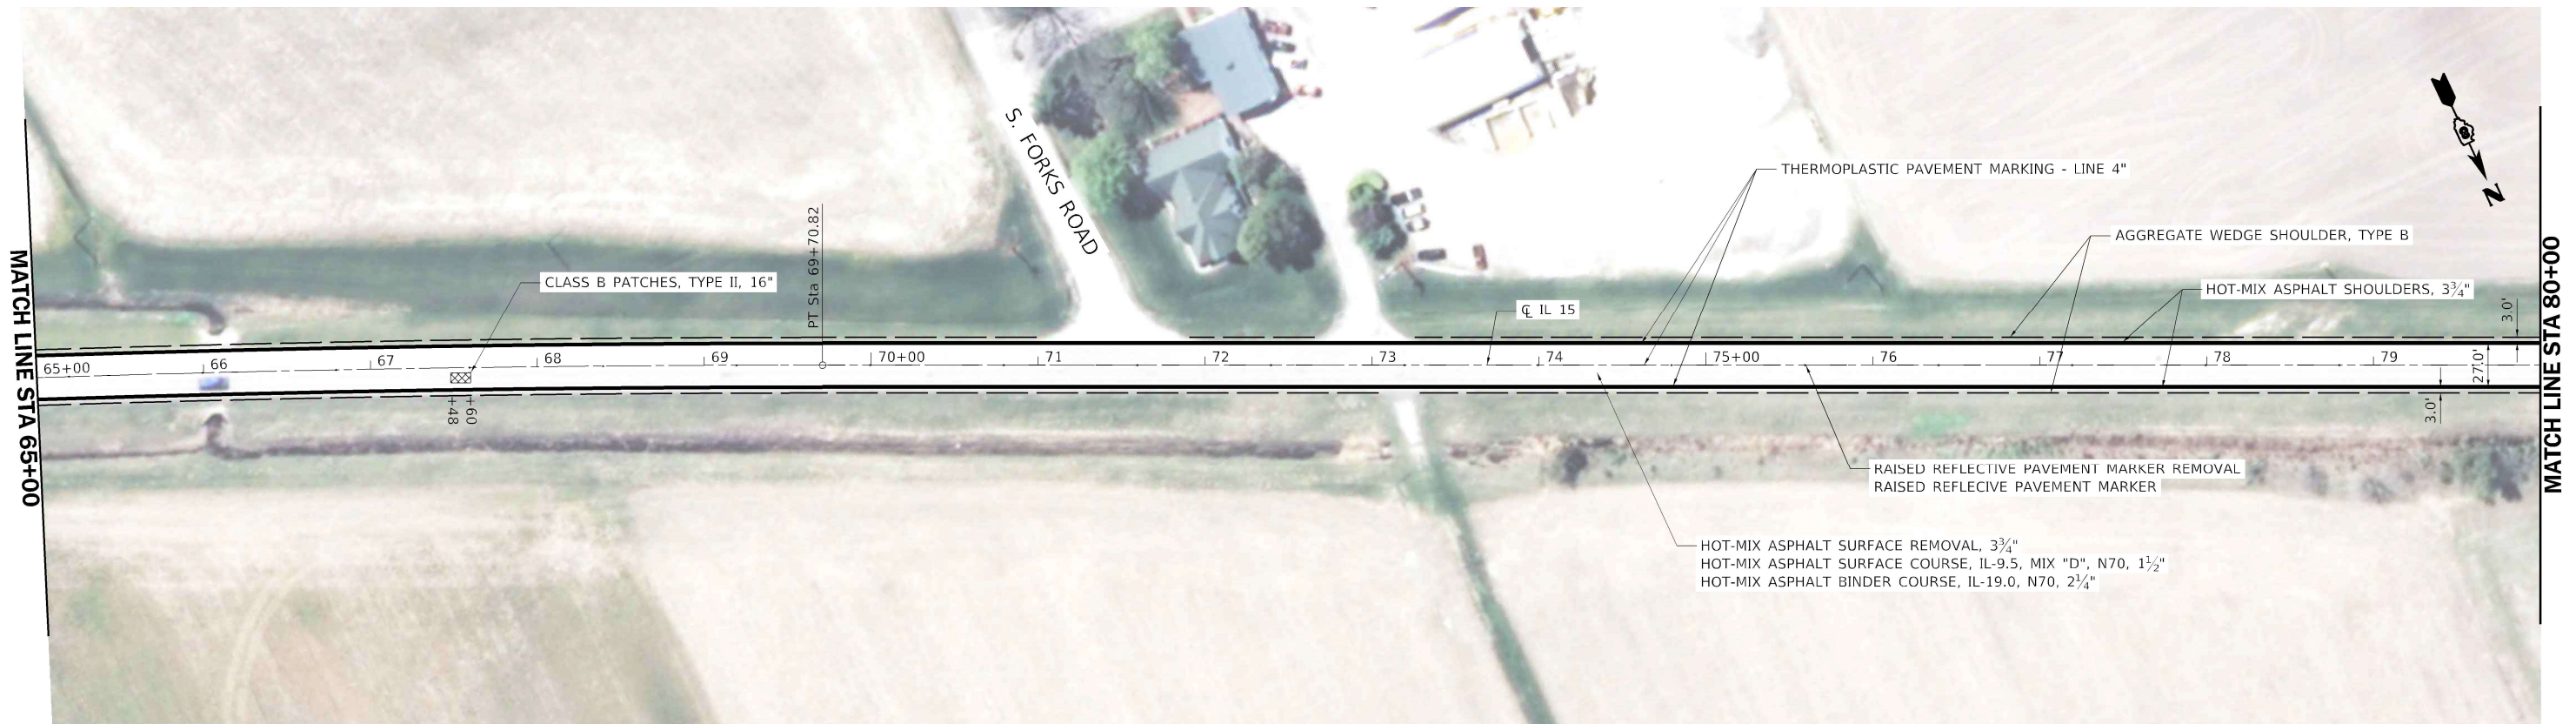 S. FORKS ROAD
N
THERMOPLASTIC PAVEMENT MARKING - LINE 4"
AGGREGATE WEDGE SHOULDER, TYPE B
HOT-MIX ASPHALT SHOULDERS, 3¾"
CLASS B PATCHES, TYPE II, 16"
PT Sta 69+70.82
℄ IL 15
MATCH LINE STA 65+00
MATCH LINE STA 80+00
3.0'
65+00 66 67 68 69 70+00 71 72 73 74 75+00 76 77 78 79
27.0'
+48
+60
3.0'
RAISED REFLECTIVE PAVEMENT MARKER REMOVAL
RAISED REFLECIVE PAVEMENT MARKER
HOT-MIX ASPHALT SURFACE REMOVAL, 3¾"
HOT-MIX ASPHALT SURFACE COURSE, IL-9.5, MIX "D", N70, 1½"
HOT-MIX ASPHALT BINDER COURSE, IL-19.0, N70, 2¼"